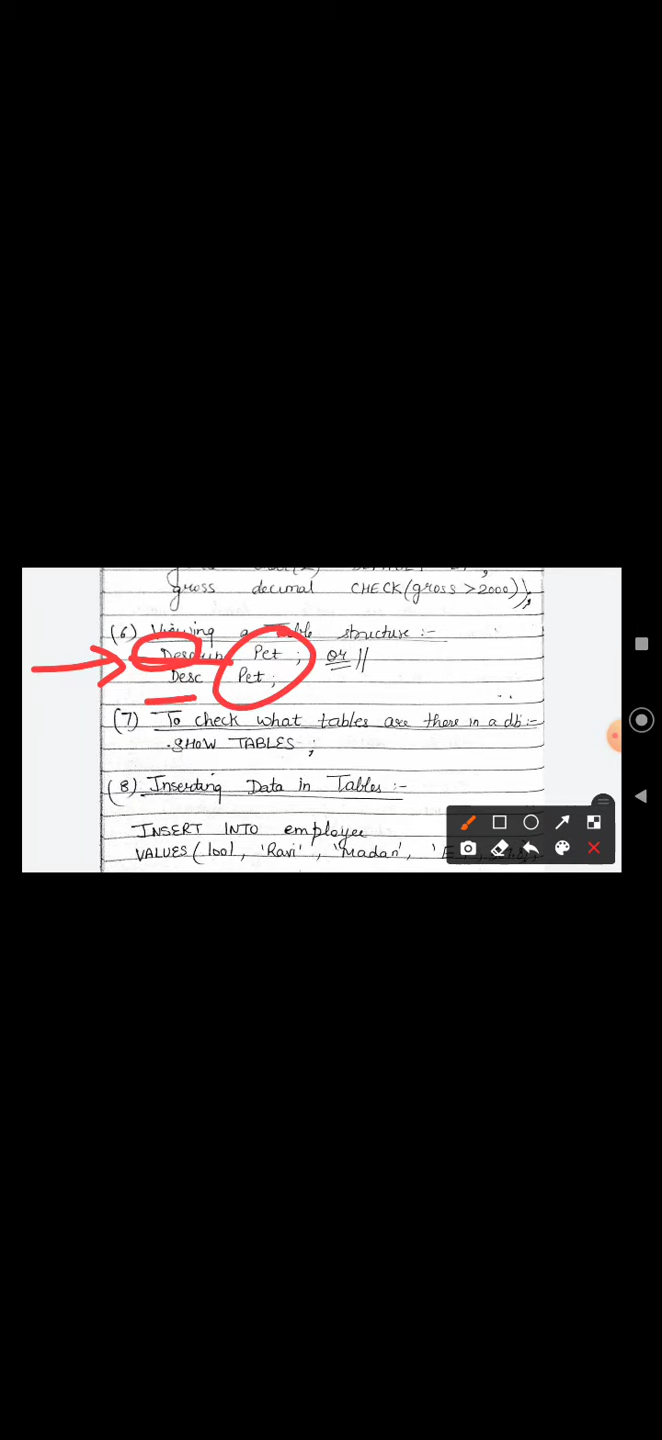 gross decimal CHECK(gross >2000));
(6) Viewing a Table structure :-
Pet ; or //
Desc Pet ;
(7) To check what tables are there in a db :-
SHOW TABLES ;
(8) Inserting Data in Tables :-
INSERT INTO employee
VALUES (1001, 'Ravi', 'Madan', 'E